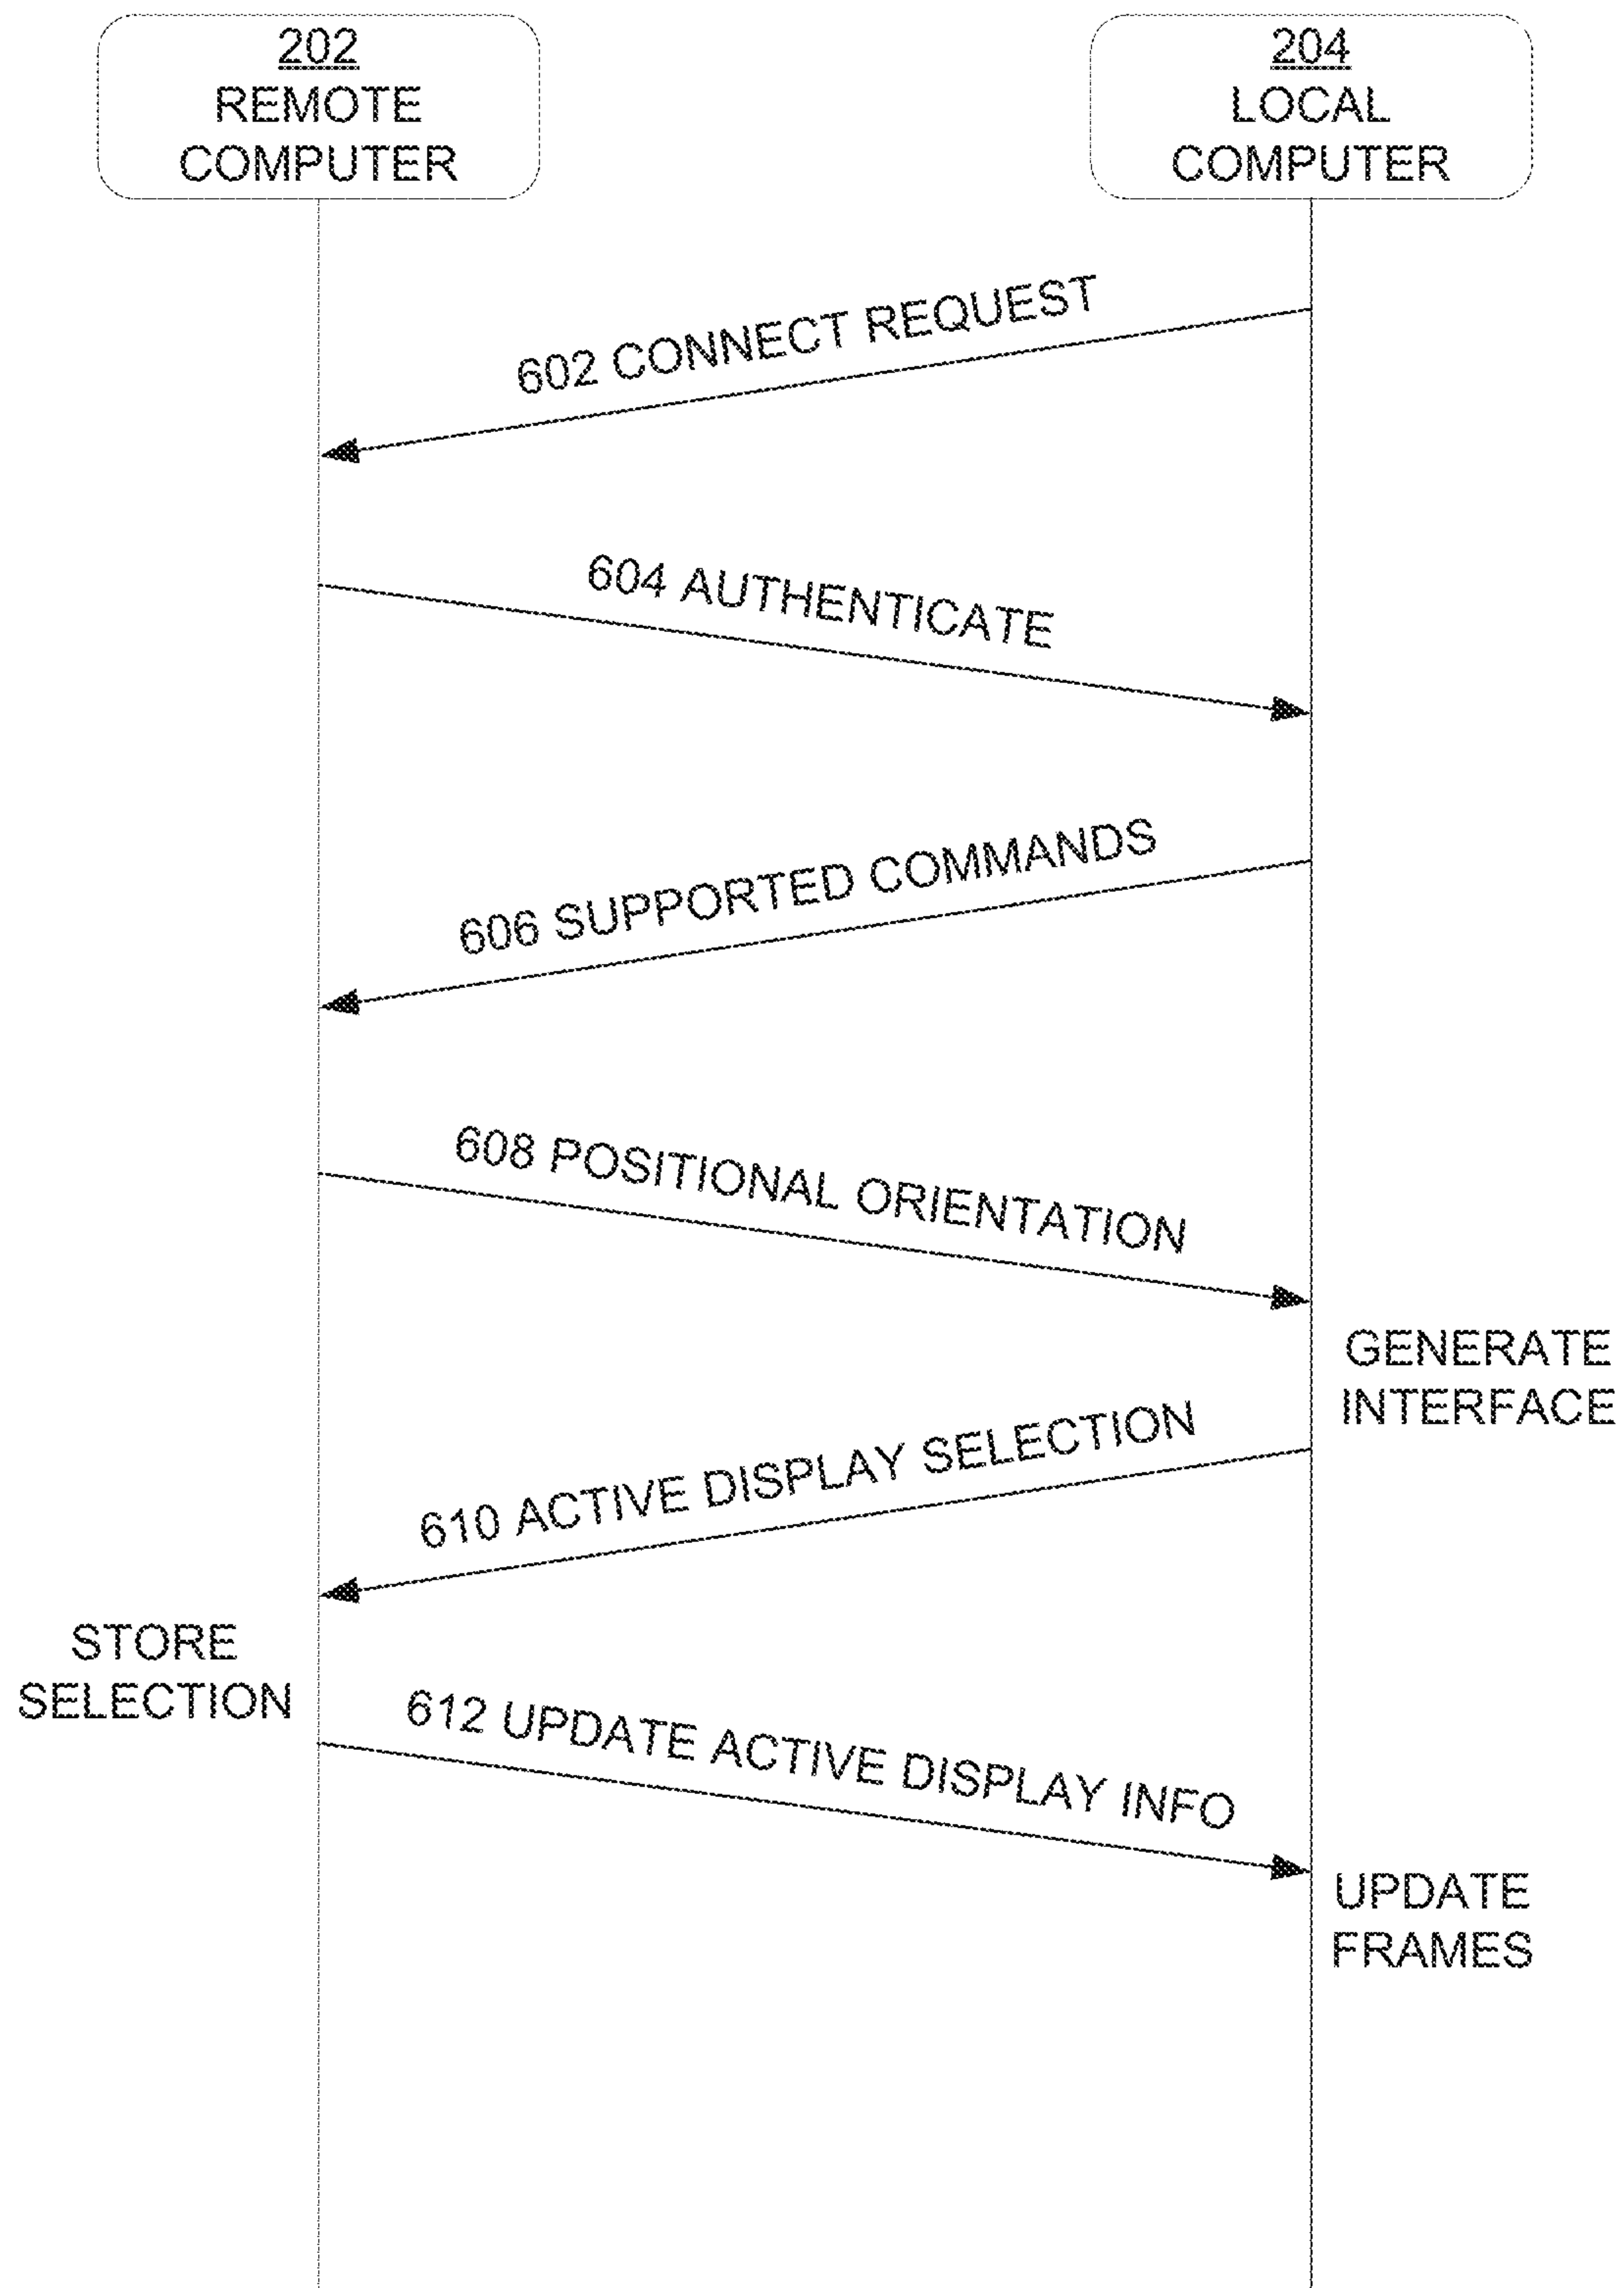 202
REMOTE
COMPUTER
204
LOCAL
COMPUTER
602 CONNECT REQUEST
604 AUTHENTICATE
606 SUPPORTED COMMANDS
608 POSITIONAL ORIENTATION
GENERATE
INTERFACE
610 ACTIVE DISPLAY SELECTION
STORE
SELECTION
612 UPDATE ACTIVE DISPLAY INFO
UPDATE
FRAMES